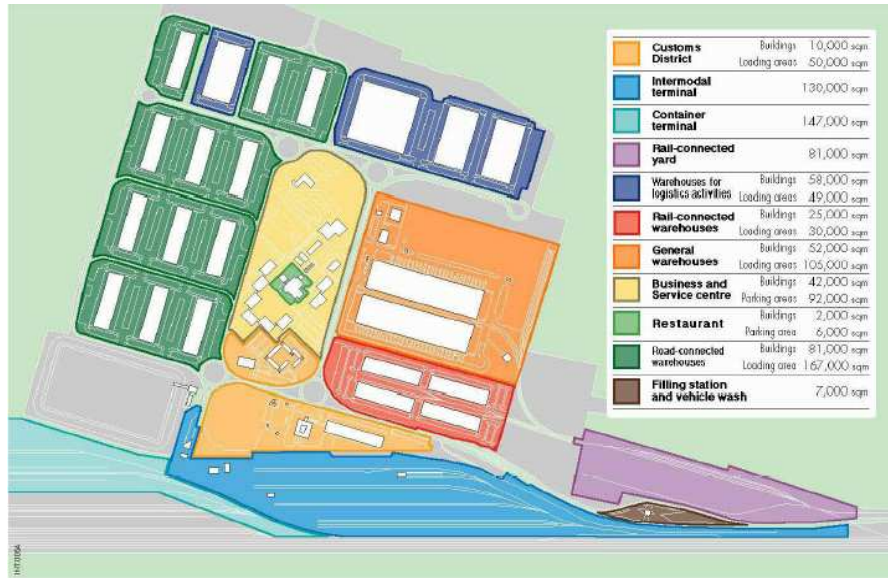 Customs Buildings 10,000 sqm
District Loading areas 50,000 sqm
Intermodal
terminal 130,000 sqm
Container
terminal 147,000 sqm
Rail-connected
yard 81,000 sqm
Warehouses for Buildings 58,000 sqm
logistics activities Loading areas 49,000 sqm
Rail-connected Buildings 25,000 sqm
warehouses Loading areas 30,000 sqm
General Buildings 52,000 sqm
warehouses Loading areas 105,000 sqm
Business and Buildings 42,000 sqm
Service centre Parking areas 92,000 sqm
Restaurant Buildings 2,000 sqm
Parking area 6,000 sqm
Road-connected Buildings 81,000 sqm
warehouses Loading area 167,000 sqm
Filling station
and vehicle wash 7,000 sqm